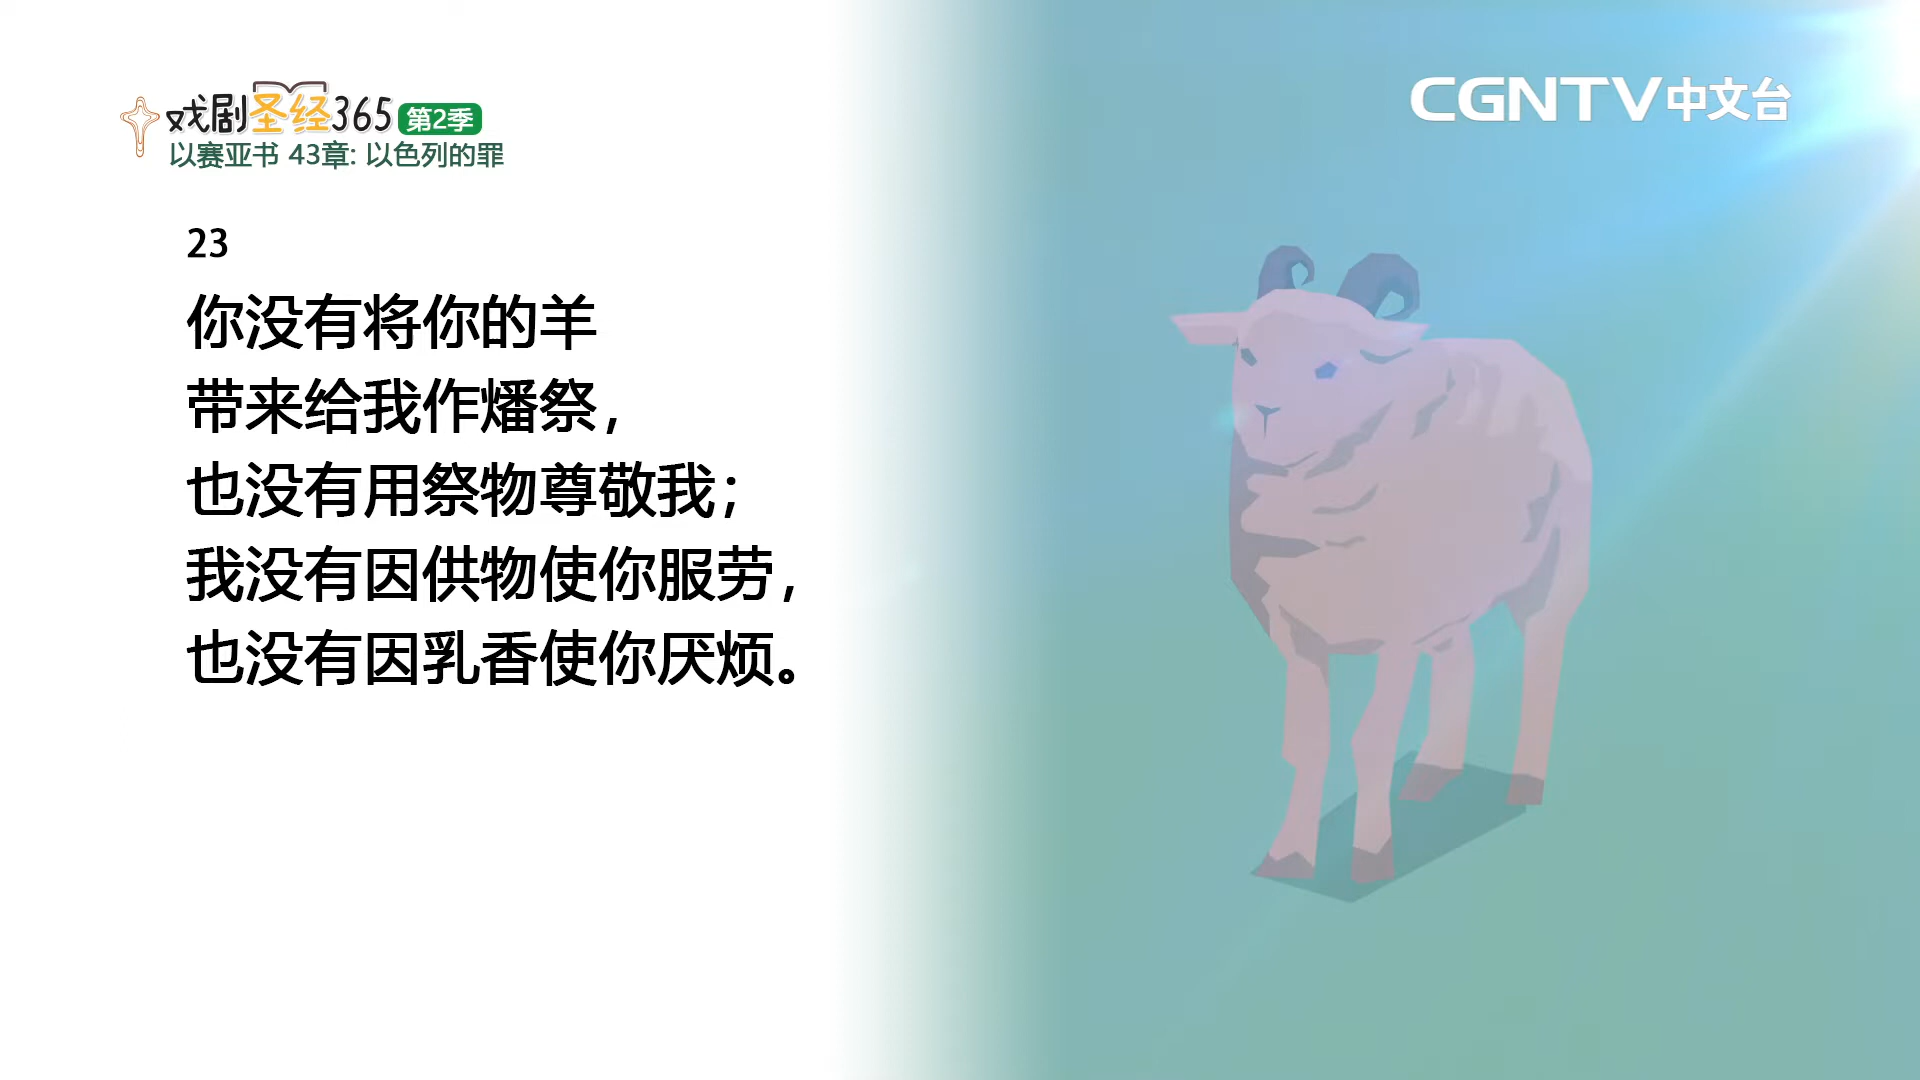 戏剧圣经365 第2季
以赛亚书 43章: 以色列的罪
CGNTV中文台
23
你没有将你的羊
带来给我作燔祭，
也没有用祭物尊敬我；
我没有因供物使你服劳，
也没有因乳香使你厌烦。